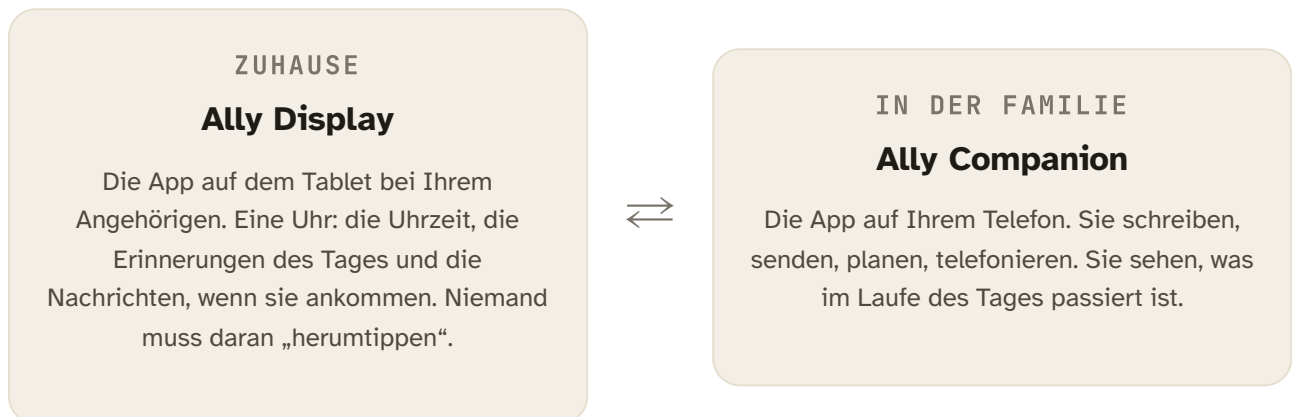 ZUHAUSE
Ally Display
Die App auf dem Tablet bei Ihrem
Angehörigen. Eine Uhr: die Uhrzeit, die
Erinnerungen des Tages und die
Nachrichten, wenn sie ankommen. Niemand
muss daran „herumtippen“.
IN DER FAMILIE
Ally Companion
Die App auf Ihrem Telefon. Sie schreiben,
senden, planen, telefonieren. Sie sehen, was
im Laufe des Tages passiert ist.